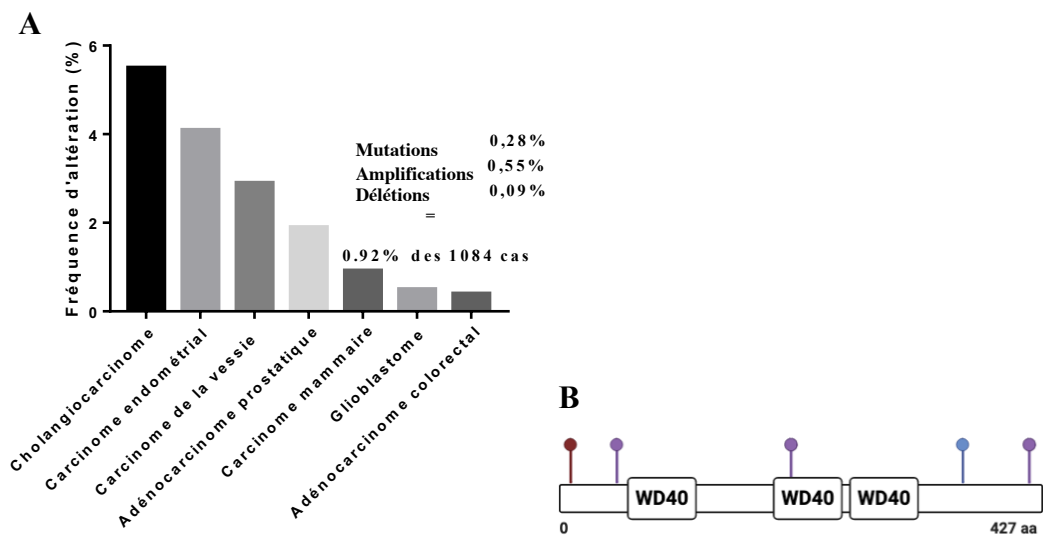 A
Fréquence d'altération (%)
6
4
2
0
Mutations 0,28%
Amplifications 0,55%
Délétions 0,09%
=
0.92% des 1084 cas
Cholangiocarcinome
Carcinome endométrial
Carcinome de la vessie
Adénocarcinome prostatique
Carcinome mammaire
Glioblastome
Adénocarcinome colorectal
B
WD40 WD40 WD40
0 427 aa